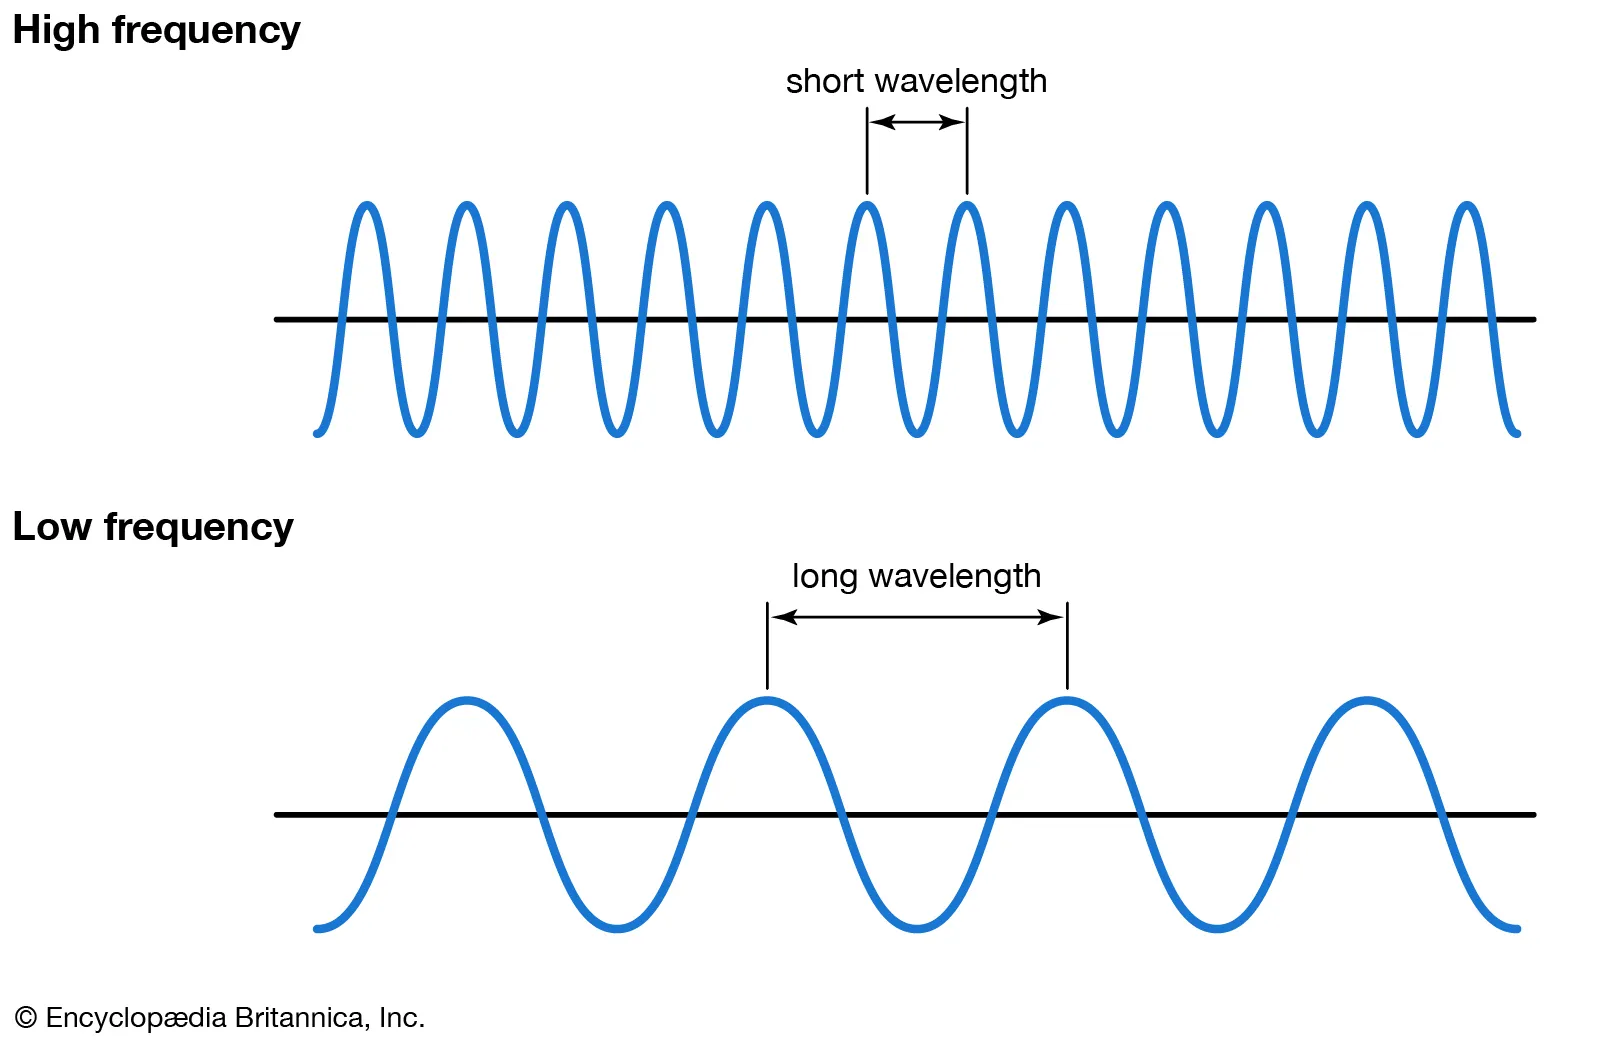 High frequency
short wavelength
Low frequency
long wavelength
© Encyclopædia Britannica, Inc.